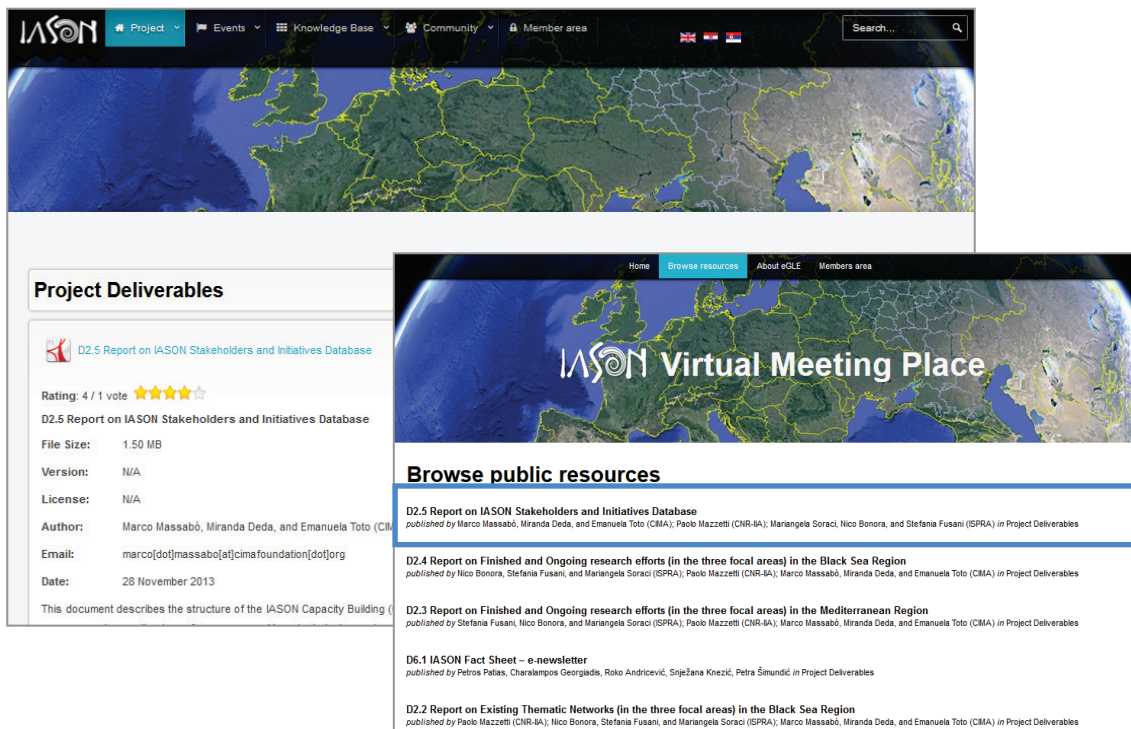 IASON
Project
Events
Knowledge Base
Community
Member area
Search...
Project Deliverables
D2.5 Report on IASON Stakeholders and Initiatives Database
Rating: 4 / 1 vote
D2.5 Report on IASON Stakeholders and Initiatives Database
File Size: 1.50 MB
Version: N/A
License: N/A
Author: Marco Massabò, Miranda Deda, and Emanuela Toto (CIM
Email: marco[dot]massabo[at]cimafoundation[dot]org
Date: 28 November 2013
This document describes the structure of the IASON Capacity Building (
Home Browse resources About eGLE Members area
IASON Virtual Meeting Place
Browse public resources
D2.5 Report on IASON Stakeholders and Initiatives Database
published by Marco Massabò, Miranda Deda, and Emanuela Toto (CIMA); Paolo Mazzetti (CNR-IIA); Mariangela Soraci, Nico Bonora, and Stefania Fusani (ISPRA) in Project Deliverables
D2.4 Report on Finished and Ongoing research efforts (in the three focal areas) in the Black Sea Region
published by Nico Bonora, Stefania Fusani, and Mariangela Soraci (ISPRA); Paolo Mazzetti (CNR-IIA); Marco Massabò, Miranda Deda, and Emanuela Toto (CIMA) in Project Deliverables
D2.3 Report on Finished and Ongoing research efforts (in the three focal areas) in the Mediterranean Region
published by Stefania Fusani, Nico Bonora, and Mariangela Soraci (ISPRA); Paolo Mazzetti (CNR-IIA); Marco Massabò, Miranda Deda, and Emanuela Toto (CIMA) in Project Deliverables
D6.1 IASON Fact Sheet – e-newsletter
published by Petros Patias, Charalampos Georgiadis, Roko Andricević, Snježana Knezić, Petra Šimundić in Project Deliverables
D2.2 Report on Existing Thematic Networks (in the three focal areas) in the Black Sea Region
published by Paolo Mazzetti (CNR-IIA); Nico Bonora, Stefania Fusani, and Mariangela Soraci (ISPRA); Marco Massabò, Miranda Deda, and Emanuela Toto (CIMA) in Project Deliverables